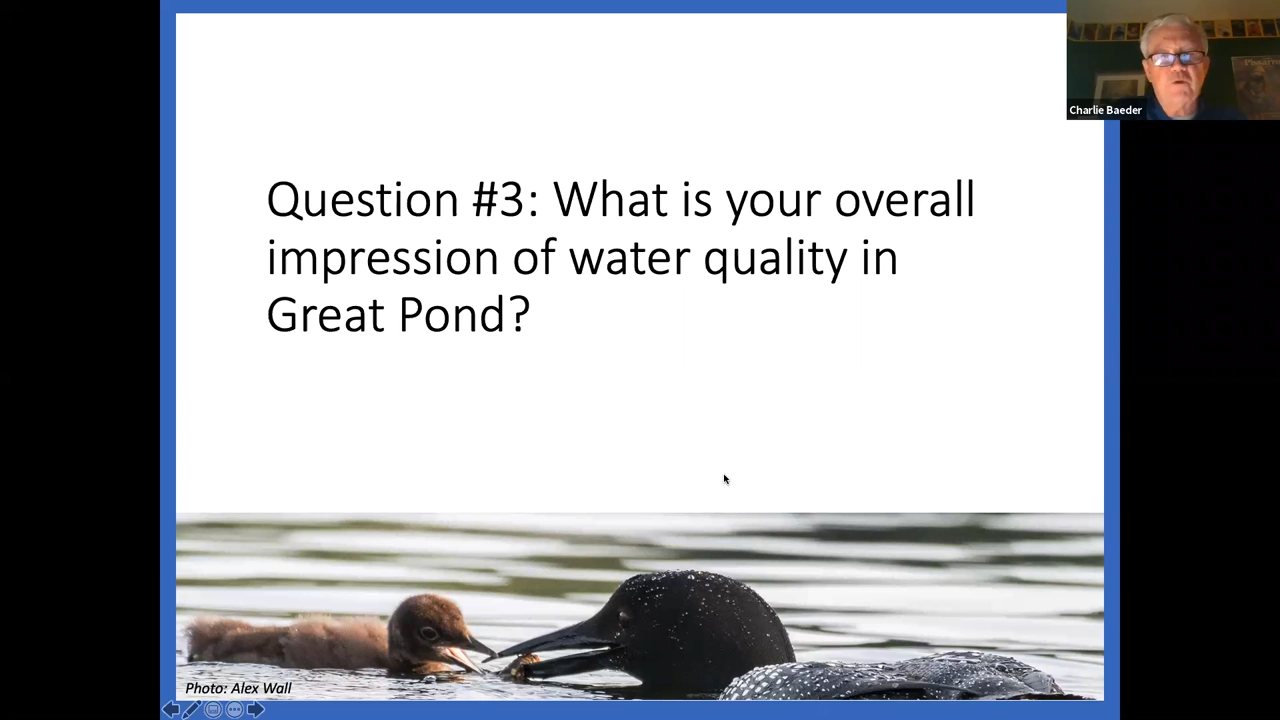 Question #3: What is your overall
impression of water quality in
Great Pond?
Charlie Baeder
Photo: Alex Wall